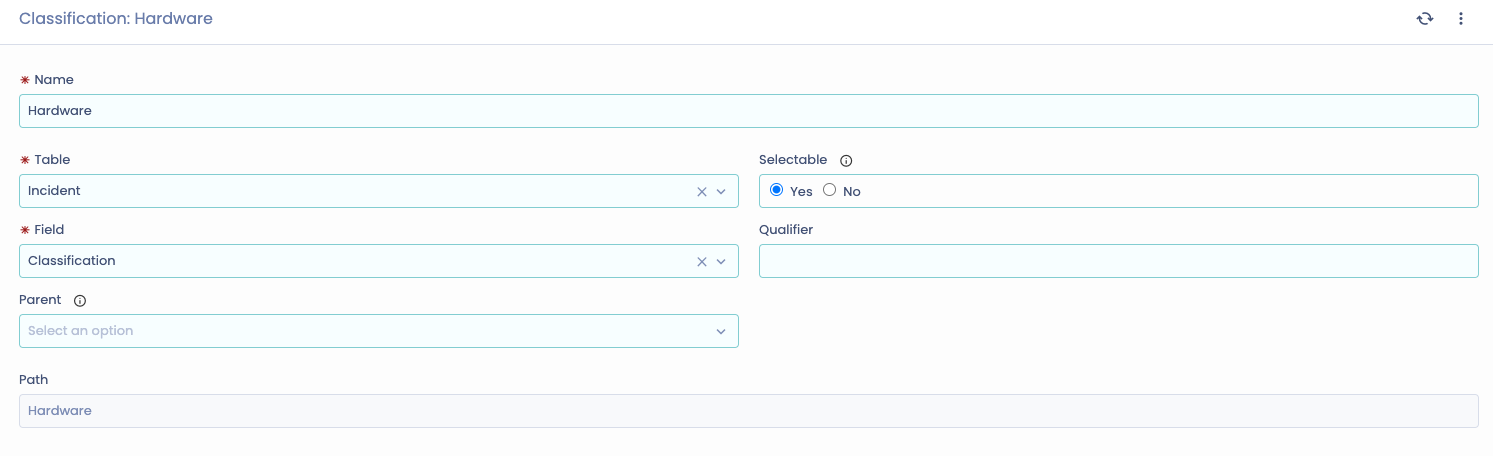 Classification: Hardware
* Name
Hardware
* Table
Incident
Selectable
Yes No
* Field
Classification
Qualifier
Parent
Select an option
Path
Hardware